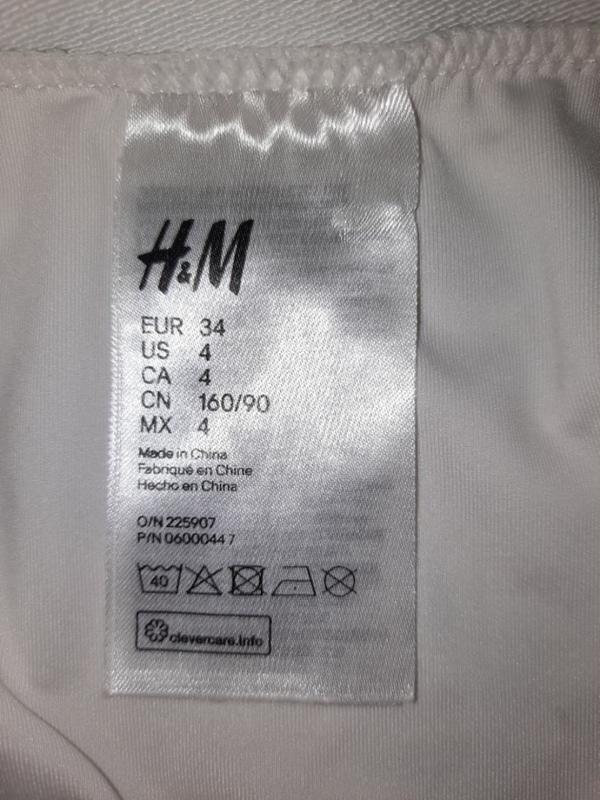 H&M
EUR 34
US 4
CA 4
CN 160/90
MX 4
Made in China
Fabriqué en Chine
Hecho en China
O/N 225907
P/N 0600044 7
40
clevercare.info